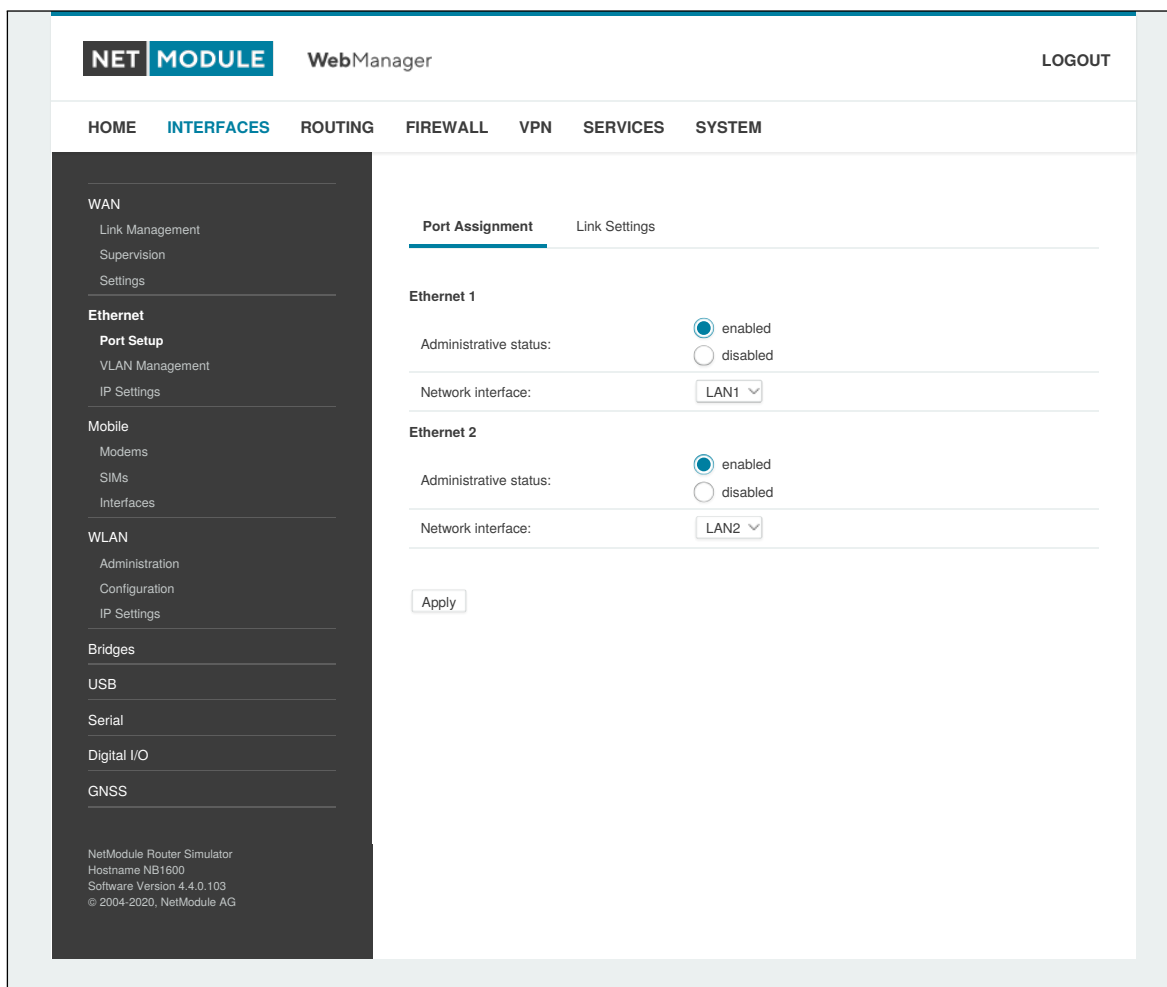 NET MODULE WebManager LOGOUT
HOME INTERFACES ROUTING FIREWALL VPN SERVICES SYSTEM
WAN
Link Management
Supervision
Settings
Ethernet
Port Setup
VLAN Management
IP Settings
Mobile
Modems
SIMs
Interfaces
WLAN
Administration
Configuration
IP Settings
Bridges
USB
Serial
Digital I/O
GNSS
NetModule Router Simulator
Hostname NB1600
Software Version 4.4.0.103
© 2004-2020, NetModule AG
Port Assignment Link Settings
Ethernet 1
Administrative status:
enabled
disabled
Network interface: LAN1
Ethernet 2
Administrative status:
enabled
disabled
Network interface: LAN2
Apply